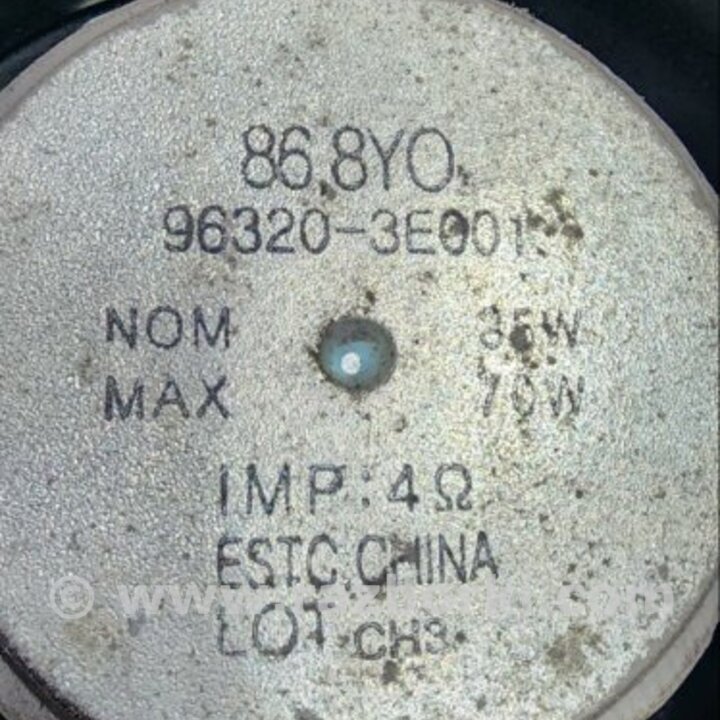 86.8YO
96320-3E001
NOM 35W
MAX 70W
IMP: 4Ω
ESTC.CHINA
LOT CH3